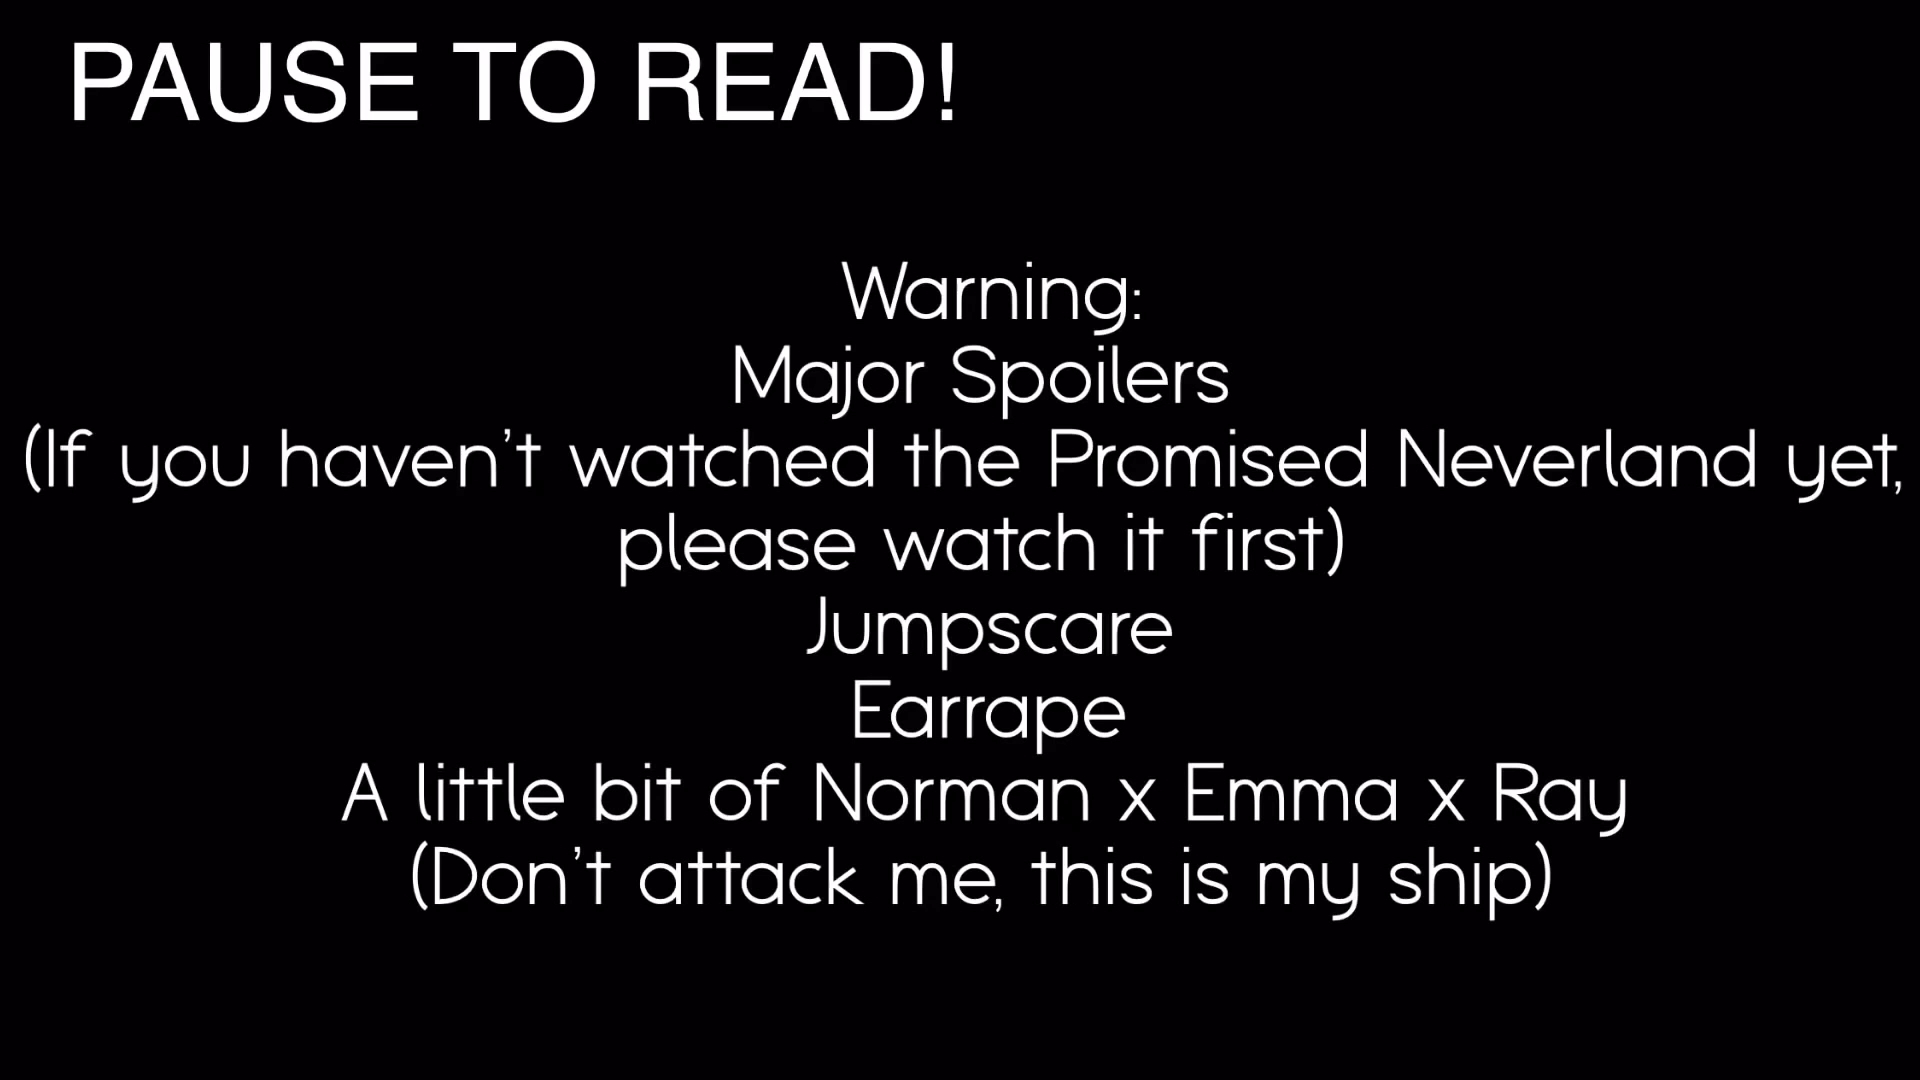 PAUSE TO READ!
Warning:
Major Spoilers
(If you haven't watched the Promised Neverland yet,
please watch it first)
Jumpscare
Earrape
A little bit of Norman x Emma x Ray
(Don't attack me, this is my ship)